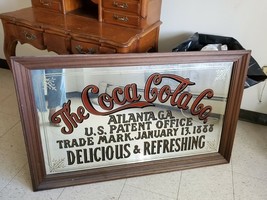 The Coca-Cola Co.
ATLANTA GA.
U.S. PATENT OFFICE
TRADE MARK. JANUARY 13. 1888
DELICIOUS & REFRESHING